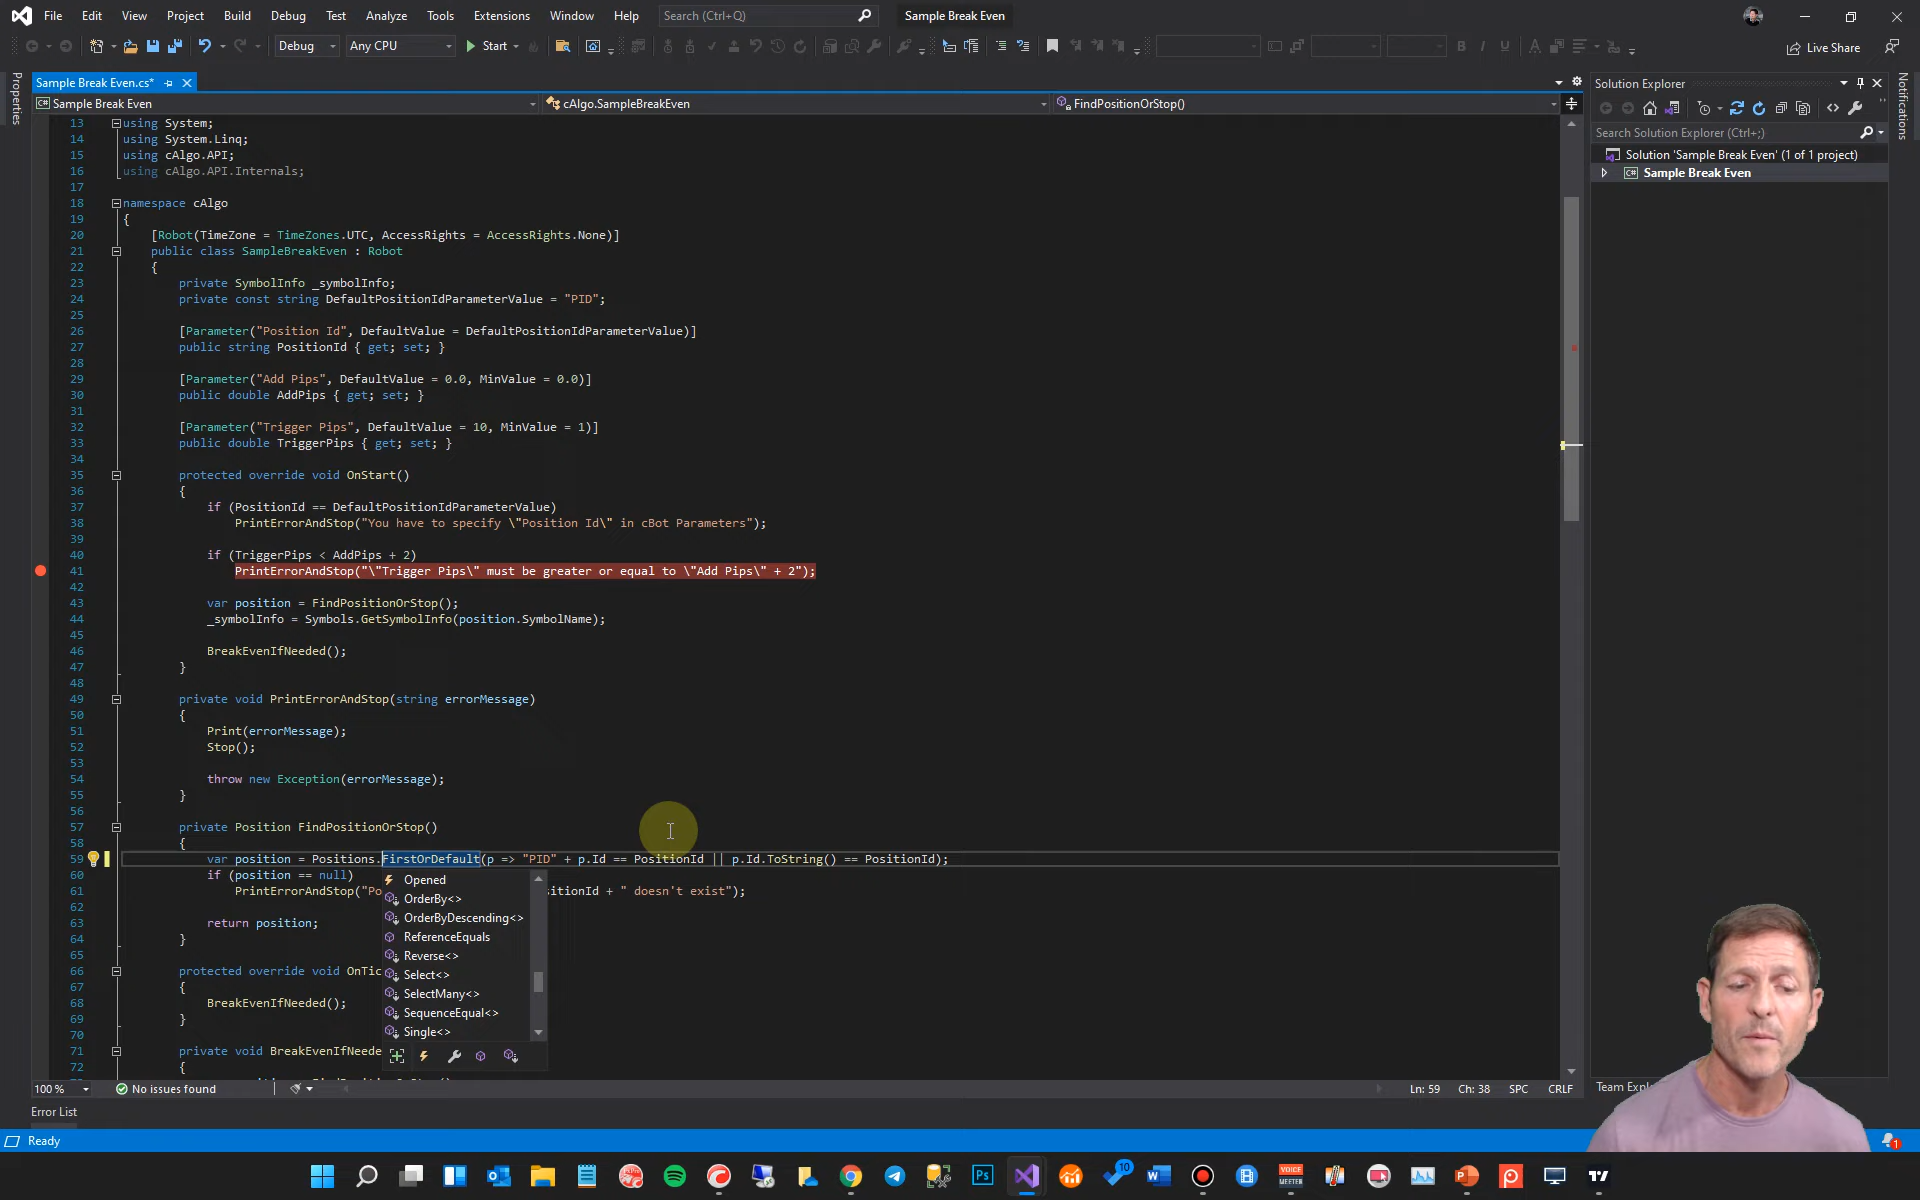 File Edit View Project Build Debug Test Analyze Tools Extensions Window Help Search (Ctrl+Q) Sample Break Even
Debug Any CPU Start Live Share
Properties
Sample Break Even.cs*
Sample Break Even cAlgo.SampleBreakEven FindPositionOrStop()
13 using System;
14 using System.Linq;
15 using cAlgo.API;
16 using cAlgo.API.Internals;
17
18 namespace cAlgo
19 {
20 [Robot(TimeZone = TimeZones.UTC, AccessRights = AccessRights.None)]
21 public class SampleBreakEven : Robot
22 {
23 private SymbolInfo _symbolInfo;
24 private const string DefaultPositionIdParameterValue = "PID";
25
26 [Parameter("Position Id", DefaultValue = DefaultPositionIdParameterValue)]
27 public string PositionId { get; set; }
28
29 [Parameter("Add Pips", DefaultValue = 0.0, MinValue = 0.0)]
30 public double AddPips { get; set; }
31
32 [Parameter("Trigger Pips", DefaultValue = 10, MinValue = 1)]
33 public double TriggerPips { get; set; }
34
35 protected override void OnStart()
36 {
37 if (PositionId == DefaultPositionIdParameterValue)
38 PrintErrorAndStop("You have to specify \"Position Id\" in cBot Parameters");
39
40 if (TriggerPips < AddPips + 2)
41 PrintErrorAndStop("\"Trigger Pips\" must be greater or equal to \"Add Pips\" + 2");
42
43 var position = FindPositionOrStop();
44 _symbolInfo = Symbols.GetSymbolInfo(position.SymbolName);
45
46 BreakEvenIfNeeded();
47 }
48
49 private void PrintErrorAndStop(string errorMessage)
50 {
51 Print(errorMessage);
52 Stop();
53
54 throw new Exception(errorMessage);
55 }
56
57 private Position FindPositionOrStop()
58 {
59 var position = Positions.FirstOrDefault(p => "PID" + p.Id == PositionId || p.Id.ToString() == PositionId);
60 if (position == null)
61 PrintErrorAndStop("Po sitionId + " doesn't exist");
62
63 return position;
64 }
65
66 protected override void OnTic
67 {
68 BreakEvenIfNeeded();
69 }
70
71 private void BreakEvenIfNeede
72 {
Opened
OrderBy<>
OrderByDescending<>
ReferenceEquals
Reverse<>
Select<>
SelectMany<>
SequenceEqual<>
Single<>
100 % No issues found Ln: 59 Ch: 38 SPC CRLF
Error List
Ready
Solution Explorer
Search Solution Explorer (Ctrl+;)
Solution 'Sample Break Even' (1 of 1 project)
C# Sample Break Even
Team Expl
Notifications
1
Ps
10
VOICE
MEETER